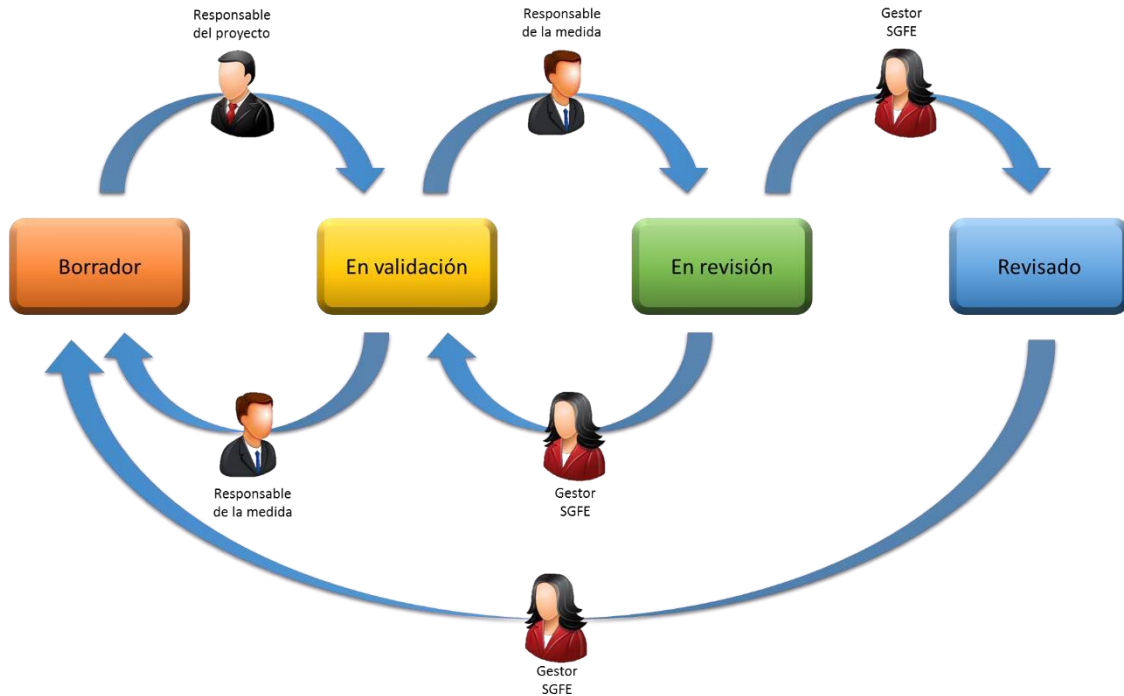 Responsable
del proyecto
Responsable
de la medida
Gestor
SGFE
Borrador
En validación
En revisión
Revisado
Responsable
de la medida
Gestor
SGFE
Gestor
SGFE